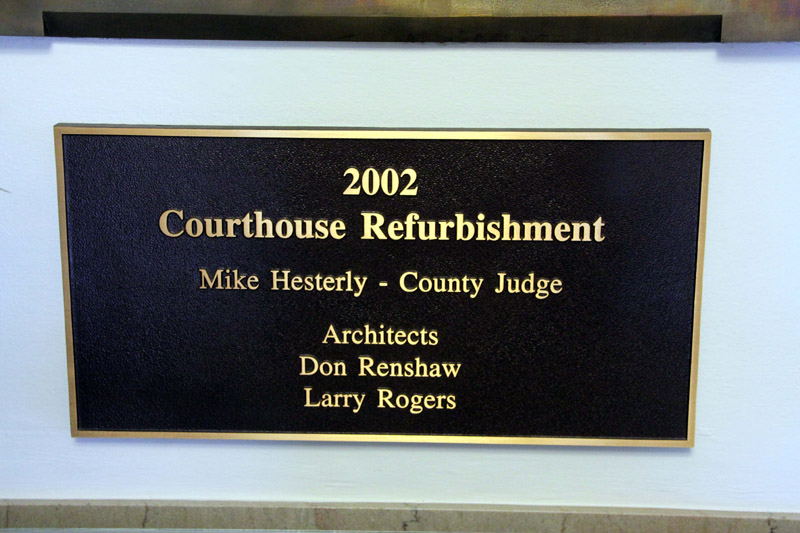 2002
Courthouse Refurbishment
Mike Hesterly - County Judge
Architects
Don Renshaw
Larry Rogers